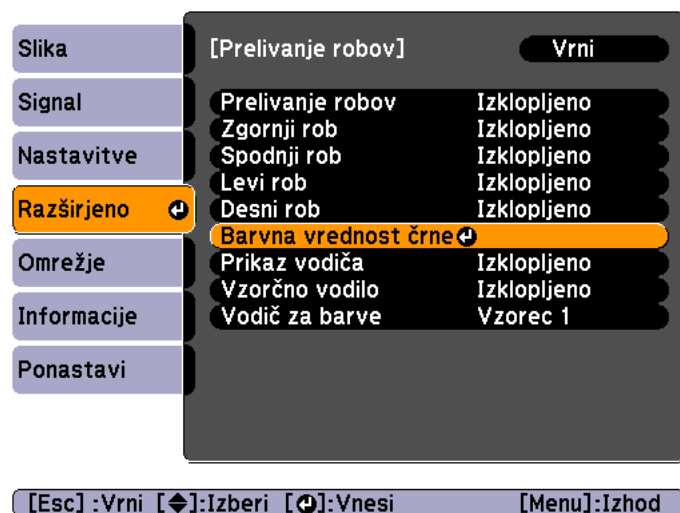 Slika
Signal
Nastavitve
Razširjeno
Omrežje
Informacije
Ponastavi
[Prelivanje robov] Vrni
Prelivanje robov Izklopljeno
Zgornji rob Izklopljeno
Spodnji rob Izklopljeno
Levi rob Izklopljeno
Desni rob Izklopljeno
Barvna vrednost črne
Prikaz vodiča Izklopljeno
Vzorčno vodilo Izklopljeno
Vodič za barve Vzorec 1
[Esc] :Vrni [◆]:Izberi [↵]:Vnesi [Menu]:Izhod